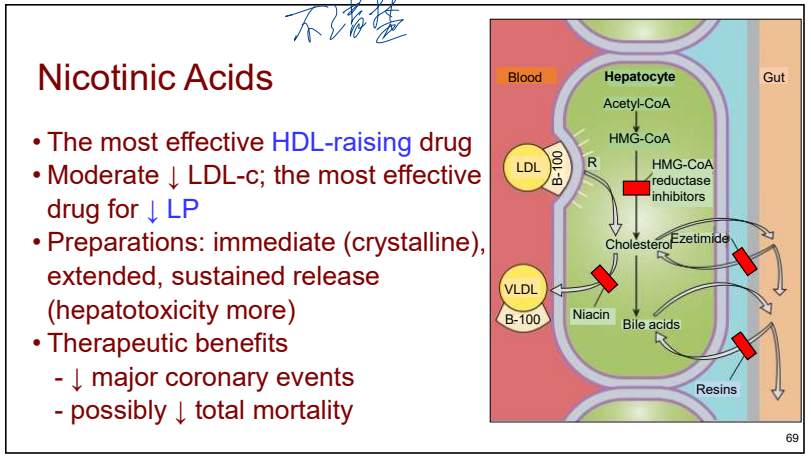 不清楚
Nicotinic Acids
• The most effective HDL-raising drug
• Moderate ↓ LDL-c; the most effective
drug for ↓ LP
• Preparations: immediate (crystalline),
extended, sustained release
(hepatotoxicity more)
• Therapeutic benefits
- ↓ major coronary events
- possibly ↓ total mortality
Blood
Hepatocyte
Gut
Acetyl-CoA
HMG-CoA
LDL
B-100
R
HMG-CoA
reductase
inhibitors
Cholesterol
Ezetimide
VLDL
B-100
Niacin
Bile acids
Resins
69